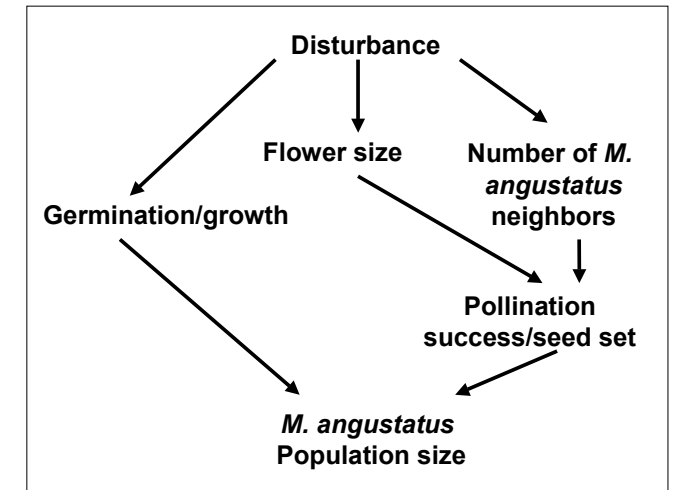 Disturbance
Flower size
Number of M.
angustatus
neighbors
Germination/growth
Pollination
success/seed set
M. angustatus
Population size